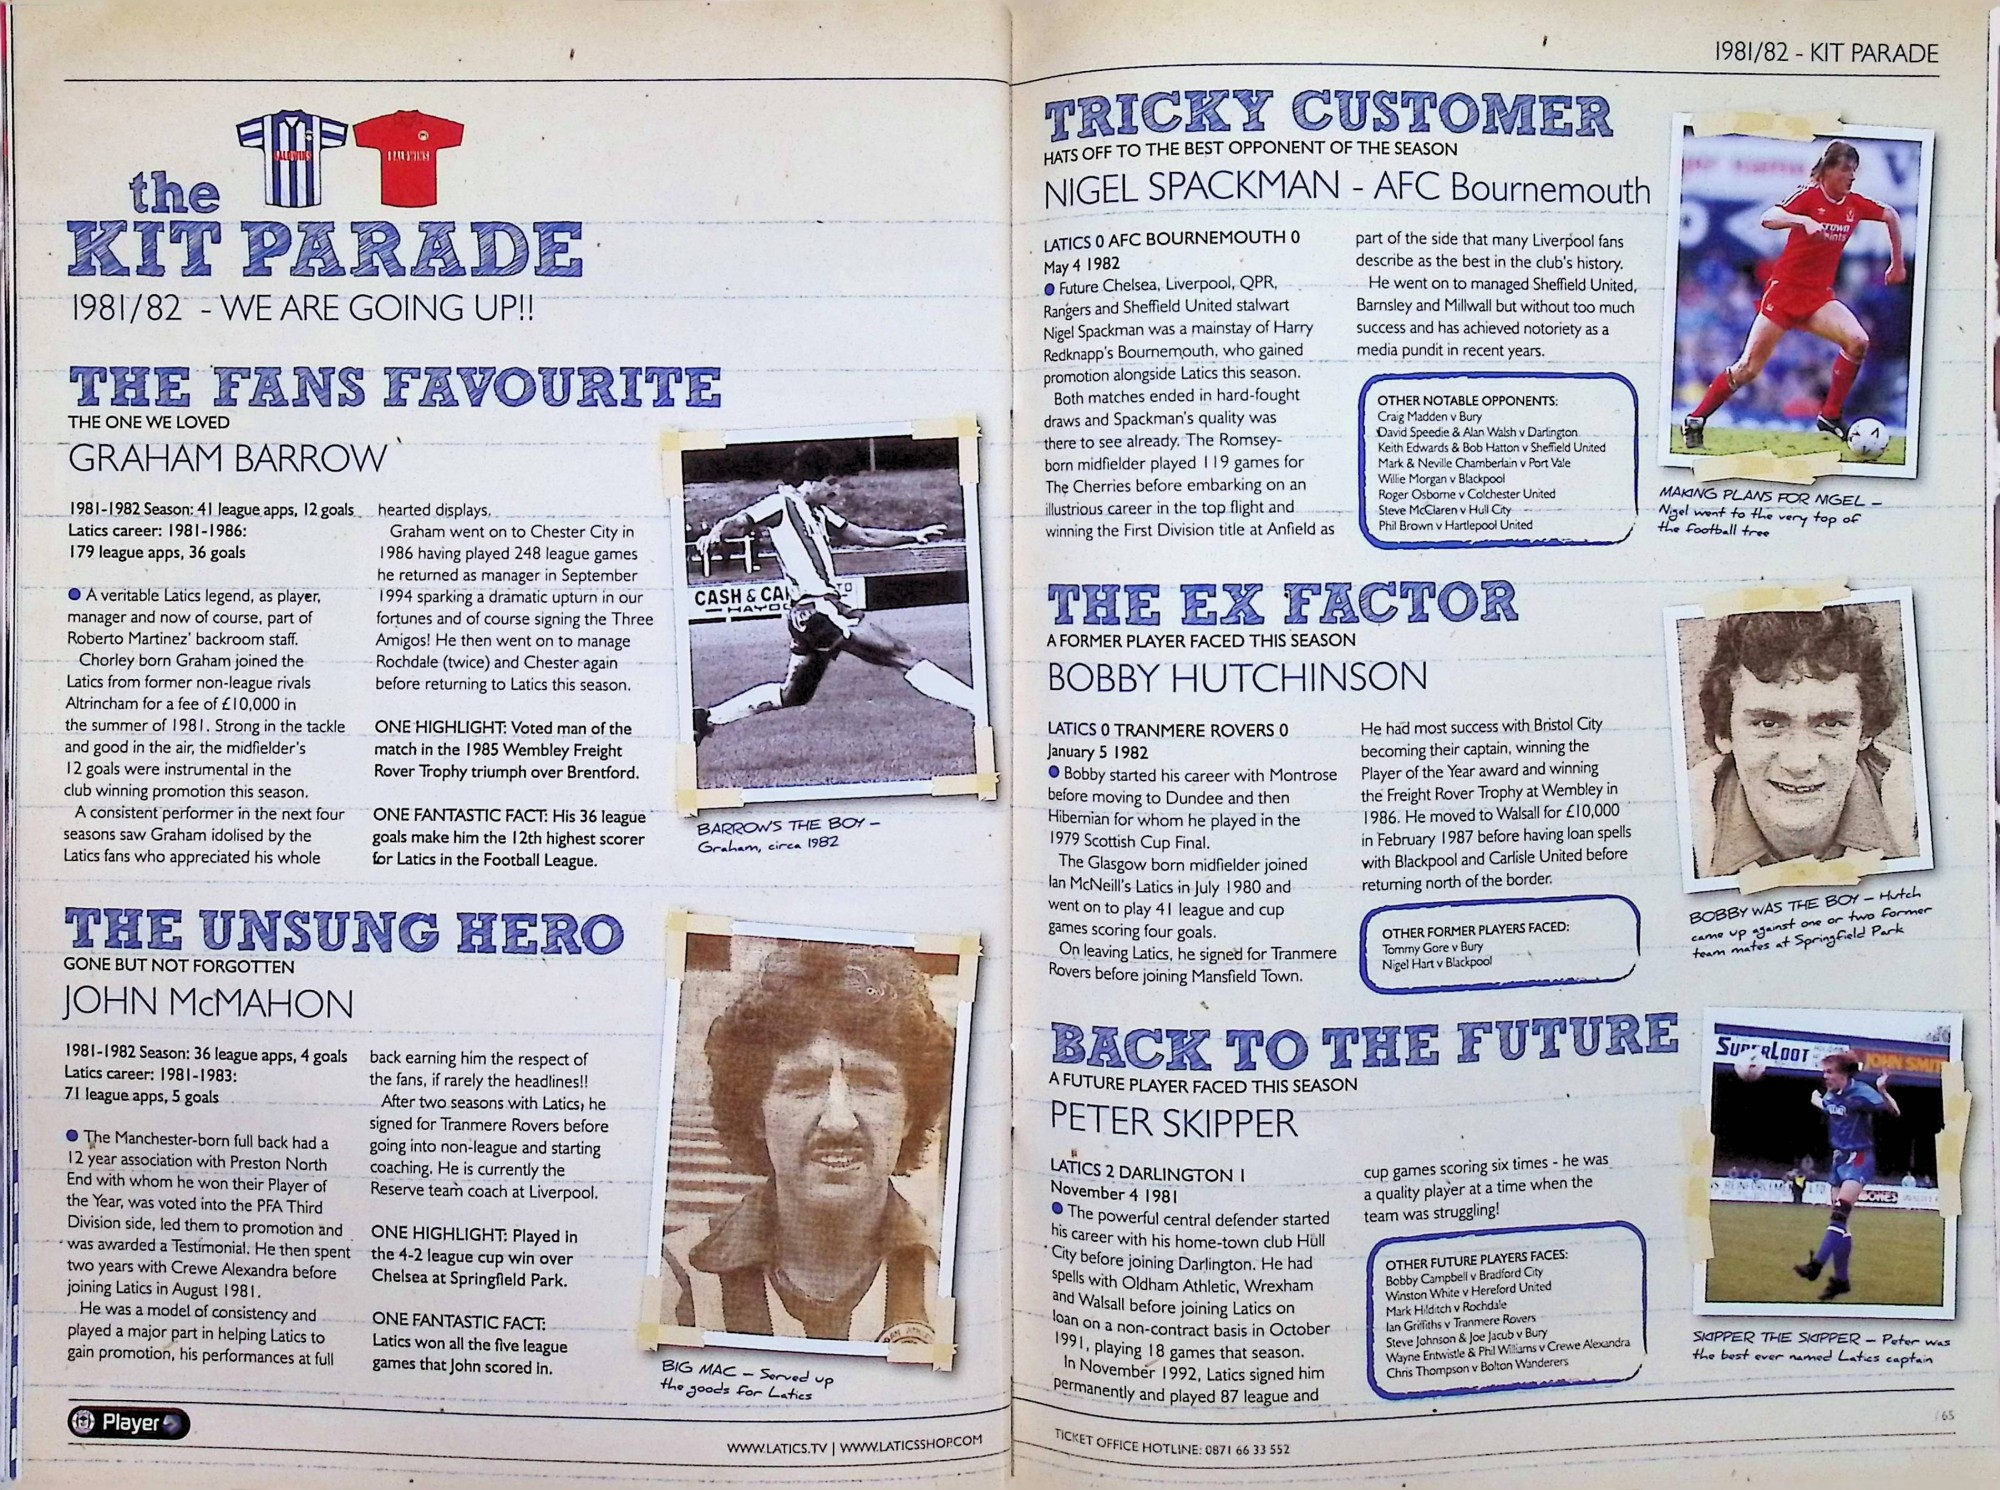 the
KIT PARADE
1981/82 - WE ARE GOING UP!!
THE FANS FAVOURITE
THE ONE WE LOVED
GRAHAM BARROW
1981-1982 Season: 41 league apps, 12 goals
Latics career: 1981-1986:
179 league apps, 36 goals
A veritable Latics legend, as player,
manager and now of course, part of
Roberto Martinez' backroom staff.
Chorley born Graham joined the
Latics from former non-league rivals
Altrincham for a fee of £10,000 in
the summer of 1981. Strong in the tackle
and good in the air, the midfielder's
12 goals were instrumental in the
club winning promotion this season.
A consistent performer in the next four
seasons saw Graham idolised by the
Latics fans who appreciated his whole
hearted displays.
Graham went on to Chester City in
1986 having played 248 league games
he returned as manager in September
1994 sparking a dramatic upturn in our
fortunes and of course signing the Three
Amigos! He then went on to manage
Rochdale (twice) and Chester again
before returning to Latics this season.
ONE HIGHLIGHT: Voted man of the
match in the 1985 Wembley Freight
Rover Trophy triumph over Brentford.
ONE FANTASTIC FACT: His 36 league
goals make him the 12th highest scorer
for Latics in the Football League.
CASH & CA
HAYDO
BARROWS THE BOY –
Graham, circa 1982
THE UNSUNG HERO
GONE BUT NOT FORGOTTEN
JOHN McMAHON
1981-1982 Season: 36 league apps, 4 goals
Latics career: 1981-1983:
71 league apps, 5 goals
The Manchester-born full back had a
12 year association with Preston North
End with whom he won their Player of
the Year, was voted into the PFA Third
Division side, led them to promotion and
was awarded a Testimonial. He then spent
two years with Crewe Alexandra before
joining Latics in August 1981.
He was a model of consistency and
played a major part in helping Latics to
gain promotion, his performances at full
back earning him the respect of
the fans, if rarely the headlines!!
After two seasons with Latics, he
signed for Tranmere Rovers before
going into non-league and starting
coaching. He is currently the
Reserve team coach at Liverpool.
ONE HIGHLIGHT: Played in
the 4-2 league cup win over
Chelsea at Springfield Park.
ONE FANTASTIC FACT:
Latics won all the five league
games that John scored in.
BIG MAC – Served up
the goods for Latics
Player
WWW.LATICS.TV | WWW.LATICSSHOP.COM
1981/82 - KIT PARADE
TRICKY CUSTOMER
HATS OFF TO THE BEST OPPONENT OF THE SEASON
NIGEL SPACKMAN - AFC Bournemouth
LATICS 0 AFC BOURNEMOUTH 0
May 4 1982
Future Chelsea, Liverpool, QPR,
Rangers and Sheffield United stalwart
Nigel Spackman was a mainstay of Harry
Redknapp's Bournemouth, who gained
promotion alongside Latics this season.
Both matches ended in hard-fought
draws and Spackman's quality was
there to see already. The Romsey-
born midfielder played 119 games for
The Cherries before embarking on an
illustrious career in the top flight and
winning the First Division title at Anfield as
part of the side that many Liverpool fans
describe as the best in the club's history.
He went on to managed Sheffield United,
Barnsley and Millwall but without too much
success and has achieved notoriety as a
media pundit in recent years.
OTHER NOTABLE OPPONENTS:
Craig Madden v Bury
David Speedie & Alan Walsh v Darlington
Keith Edwards & Bob Hatton v Sheffield United
Mark & Neville Chamberlain v Port Vale
Willie Morgan v Blackpool
Roger Osborne v Colchester United
Steve McClaren v Hull City
Phil Brown v Hartlepool United
MAKING PLANS FOR NIGEL –
Nigel went to the very top of
the football tree
THE EX FACTOR
A FORMER PLAYER FACED THIS SEASON
BOBBY HUTCHINSON
LATICS 0 TRANMERE ROVERS 0
January 5 1982
Bobby started his career with Montrose
before moving to Dundee and then
Hibernian for whom he played in the
1979 Scottish Cup Final.
The Glasgow born midfielder joined
Ian McNeill's Latics in July 1980 and
went on to play 41 league and cup
games scoring four goals.
On leaving Latics, he signed for Tranmere
Rovers before joining Mansfield Town.
He had most success with Bristol City
becoming their captain, winning the
Player of the Year award and winning
the Freight Rover Trophy at Wembley in
1986. He moved to Walsall for £10,000
in February 1987 before having loan spells
with Blackpool and Carlisle United before
returning north of the border.
OTHER FORMER PLAYERS FACED:
Tommy Gore v Bury
Nigel Hart v Blackpool
BOBBY WAS THE BOY – Hutch
came up against one or two former
team mates at Springfield Park
BACK TO THE FUTURE
A FUTURE PLAYER FACED THIS SEASON
PETER SKIPPER
LATICS 2 DARLINGTON 1
November 4 1981
The powerful central defender started
his career with his home-town club Hull
City before joining Darlington. He had
spells with Oldham Athletic, Wrexham
and Walsall before joining Latics on
loan on a non-contract basis in October
1991, playing 18 games that season.
In November 1992, Latics signed him
permanently and played 87 league and
cup games scoring six times - he was
a quality player at a time when the
team was struggling!
OTHER FUTURE PLAYERS FACES:
Bobby Campbell v Bradford City
Winston White v Hereford United
Mark Hilditch v Rochdale
Ian Griffiths v Tranmere Rovers
Steve Johnson & Joe Jacub v Bury
Wayne Entwistle & Phil Williams v Crewe Alexandra
Chris Thompson v Bolton Wanderers
SUPERLOOT
JOHN SMIT
SKIPPER THE SKIPPER – Peter was
the best ever named Latics captain
TICKET OFFICE HOTLINE: 0871 66 33 552
/ 65